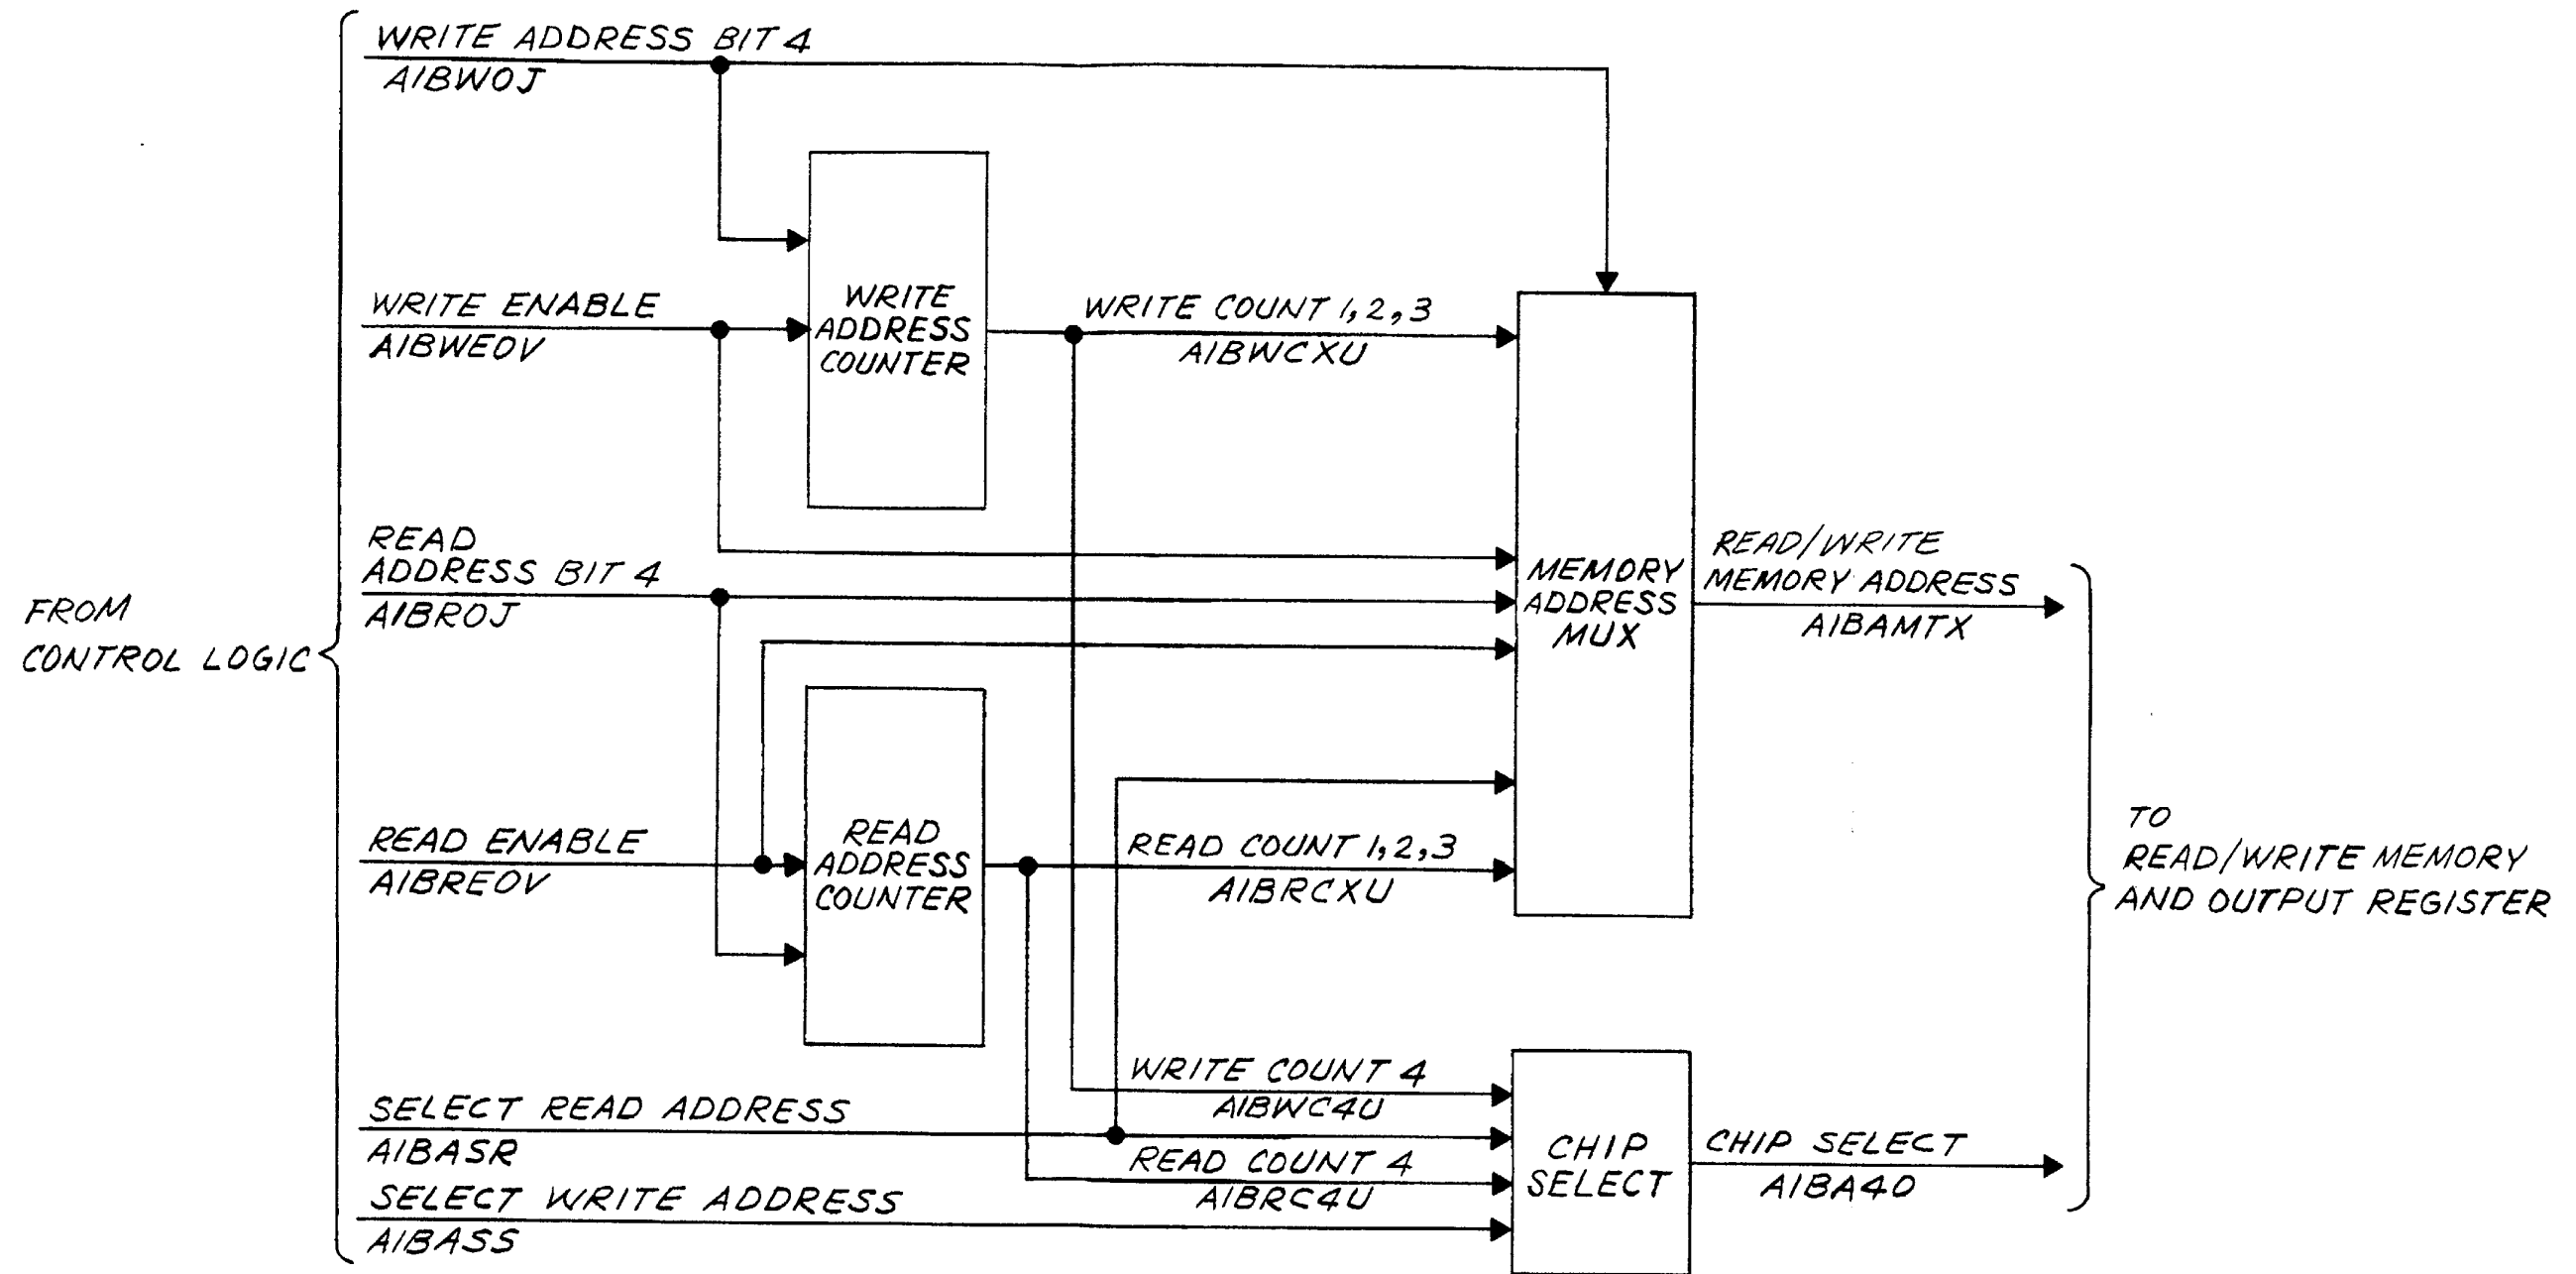 WRITE ADDRESS BIT 4
AIBWOJ
WRITE ENABLE
AIBWEOV
WRITE
ADDRESS
COUNTER
WRITE COUNT 1,2,3
AIBWCXU
READ
ADDRESS BIT 4
AIBROJ
FROM
CONTROL LOGIC
MEMORY
ADDRESS
MUX
READ/WRITE
MEMORY ADDRESS
AIBAMTX
READ ENABLE
AIBREOV
READ
ADDRESS
COUNTER
READ COUNT 1,2,3
AIBRCXU
TO
READ/WRITE MEMORY
AND OUTPUT REGISTER
WRITE COUNT 4
AIBWC4U
SELECT READ ADDRESS
AIBASR
READ COUNT 4
AIBRC4U
SELECT WRITE ADDRESS
AIBASS
CHIP
SELECT
CHIP SELECT
AIBA40